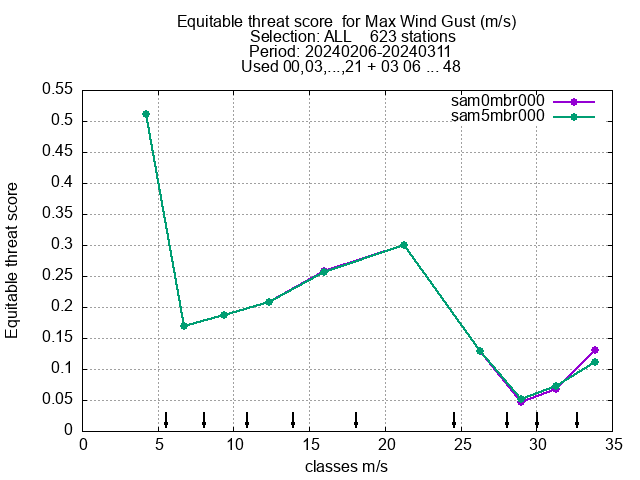 Equitable threat score  for Max Wind Gust (m/s)
Selection: ALL    623 stations
Period: 20240206-20240311
Used 00,03,...,21 + 03 06 ... 48
sam0mbr000
sam5mbr000
0.55
0.5
0.45
0.4
0.35
0.3
0.25
0.2
0.15
0.1
0.05
0
Equitable threat score
0 5 10 15 20 25 30 35
classes m/s